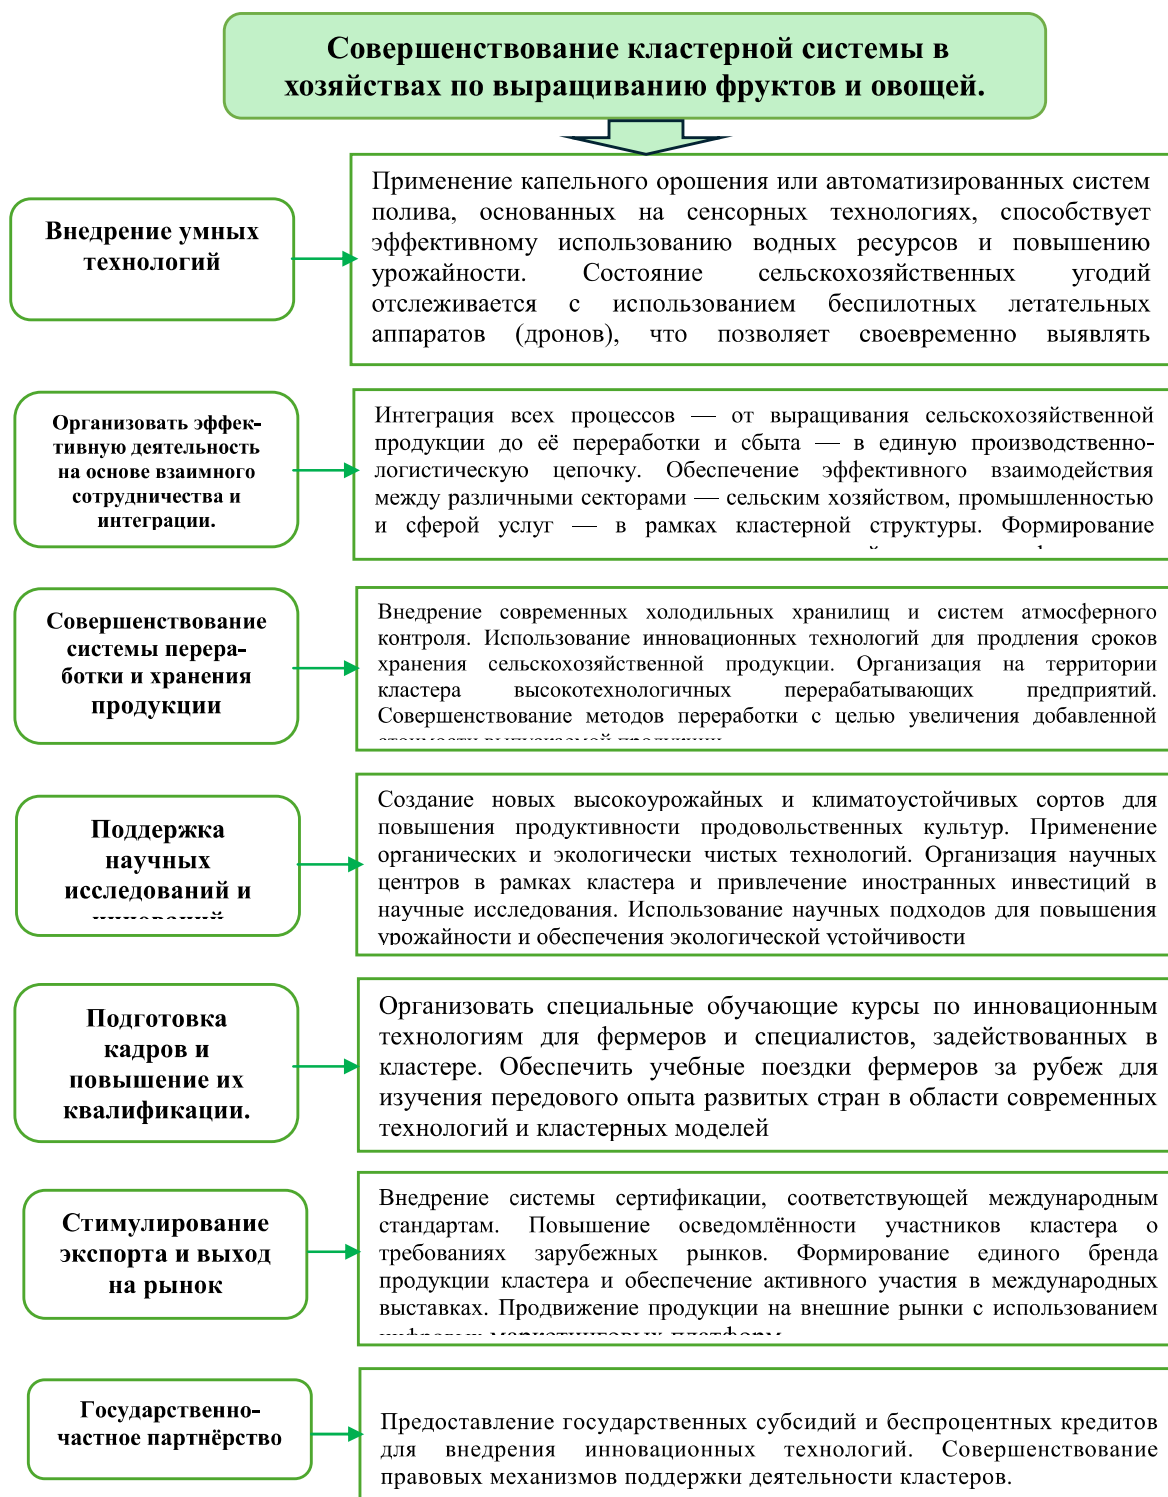 Совершенствование кластерной системы в
хозяйствах по выращиванию фруктов и овощей.
Внедрение умных
технологий
Применение капельного орошения или автоматизированных систем
полива, основанных на сенсорных технологиях, способствует
эффективному использованию водных ресурсов и повышению
урожайности. Состояние сельскохозяйственных угодий
отслеживается с использованием беспилотных летательных
аппаратов (дронов), что позволяет своевременно выявлять
Организовать эффек-
тивную деятельность
на основе взаимного
сотрудничества и
интеграции.
Интеграция всех процессов — от выращивания сельскохозяйственной
продукции до её переработки и сбыта — в единую производственно-
логистическую цепочку. Обеспечение эффективного взаимодействия
между различными секторами — сельским хозяйством, промышленностью
и сферой услуг — в рамках кластерной структуры. Формирование
Совершенствование
системы перера-
ботки и хранения
продукции
Внедрение современных холодильных хранилищ и систем атмосферного
контроля. Использование инновационных технологий для продления сроков
хранения сельскохозяйственной продукции. Организация на территории
кластера высокотехнологичных перерабатывающих предприятий.
Совершенствование методов переработки с целью увеличения добавленной
стоимости выпускаемой продукции
Поддержка
научных
исследований и
инноваций
Создание новых высокоурожайных и климатоустойчивых сортов для
повышения продуктивности продовольственных культур. Применение
органических и экологически чистых технологий. Организация научных
центров в рамках кластера и привлечение иностранных инвестиций в
научные исследования. Использование научных подходов для повышения
урожайности и обеспечения экологической устойчивости
Подготовка
кадров и
повышение их
квалификации.
Организовать специальные обучающие курсы по инновационным
технологиям для фермеров и специалистов, задействованных в
кластере. Обеспечить учебные поездки фермеров за рубеж для
изучения передового опыта развитых стран в области современных
технологий и кластерных моделей
Стимулирование
экспорта и выход
на рынок
Внедрение системы сертификации, соответствующей международным
стандартам. Повышение осведомлённости участников кластера о
требованиях зарубежных рынков. Формирование единого бренда
продукции кластера и обеспечение активного участия в международных
выставках. Продвижение продукции на внешние рынки с использованием
цифровых маркетинговых платформ
Государственно-
частное партнёрство
Предоставление государственных субсидий и беспроцентных кредитов
для внедрения инновационных технологий. Совершенствование
правовых механизмов поддержки деятельности кластеров.